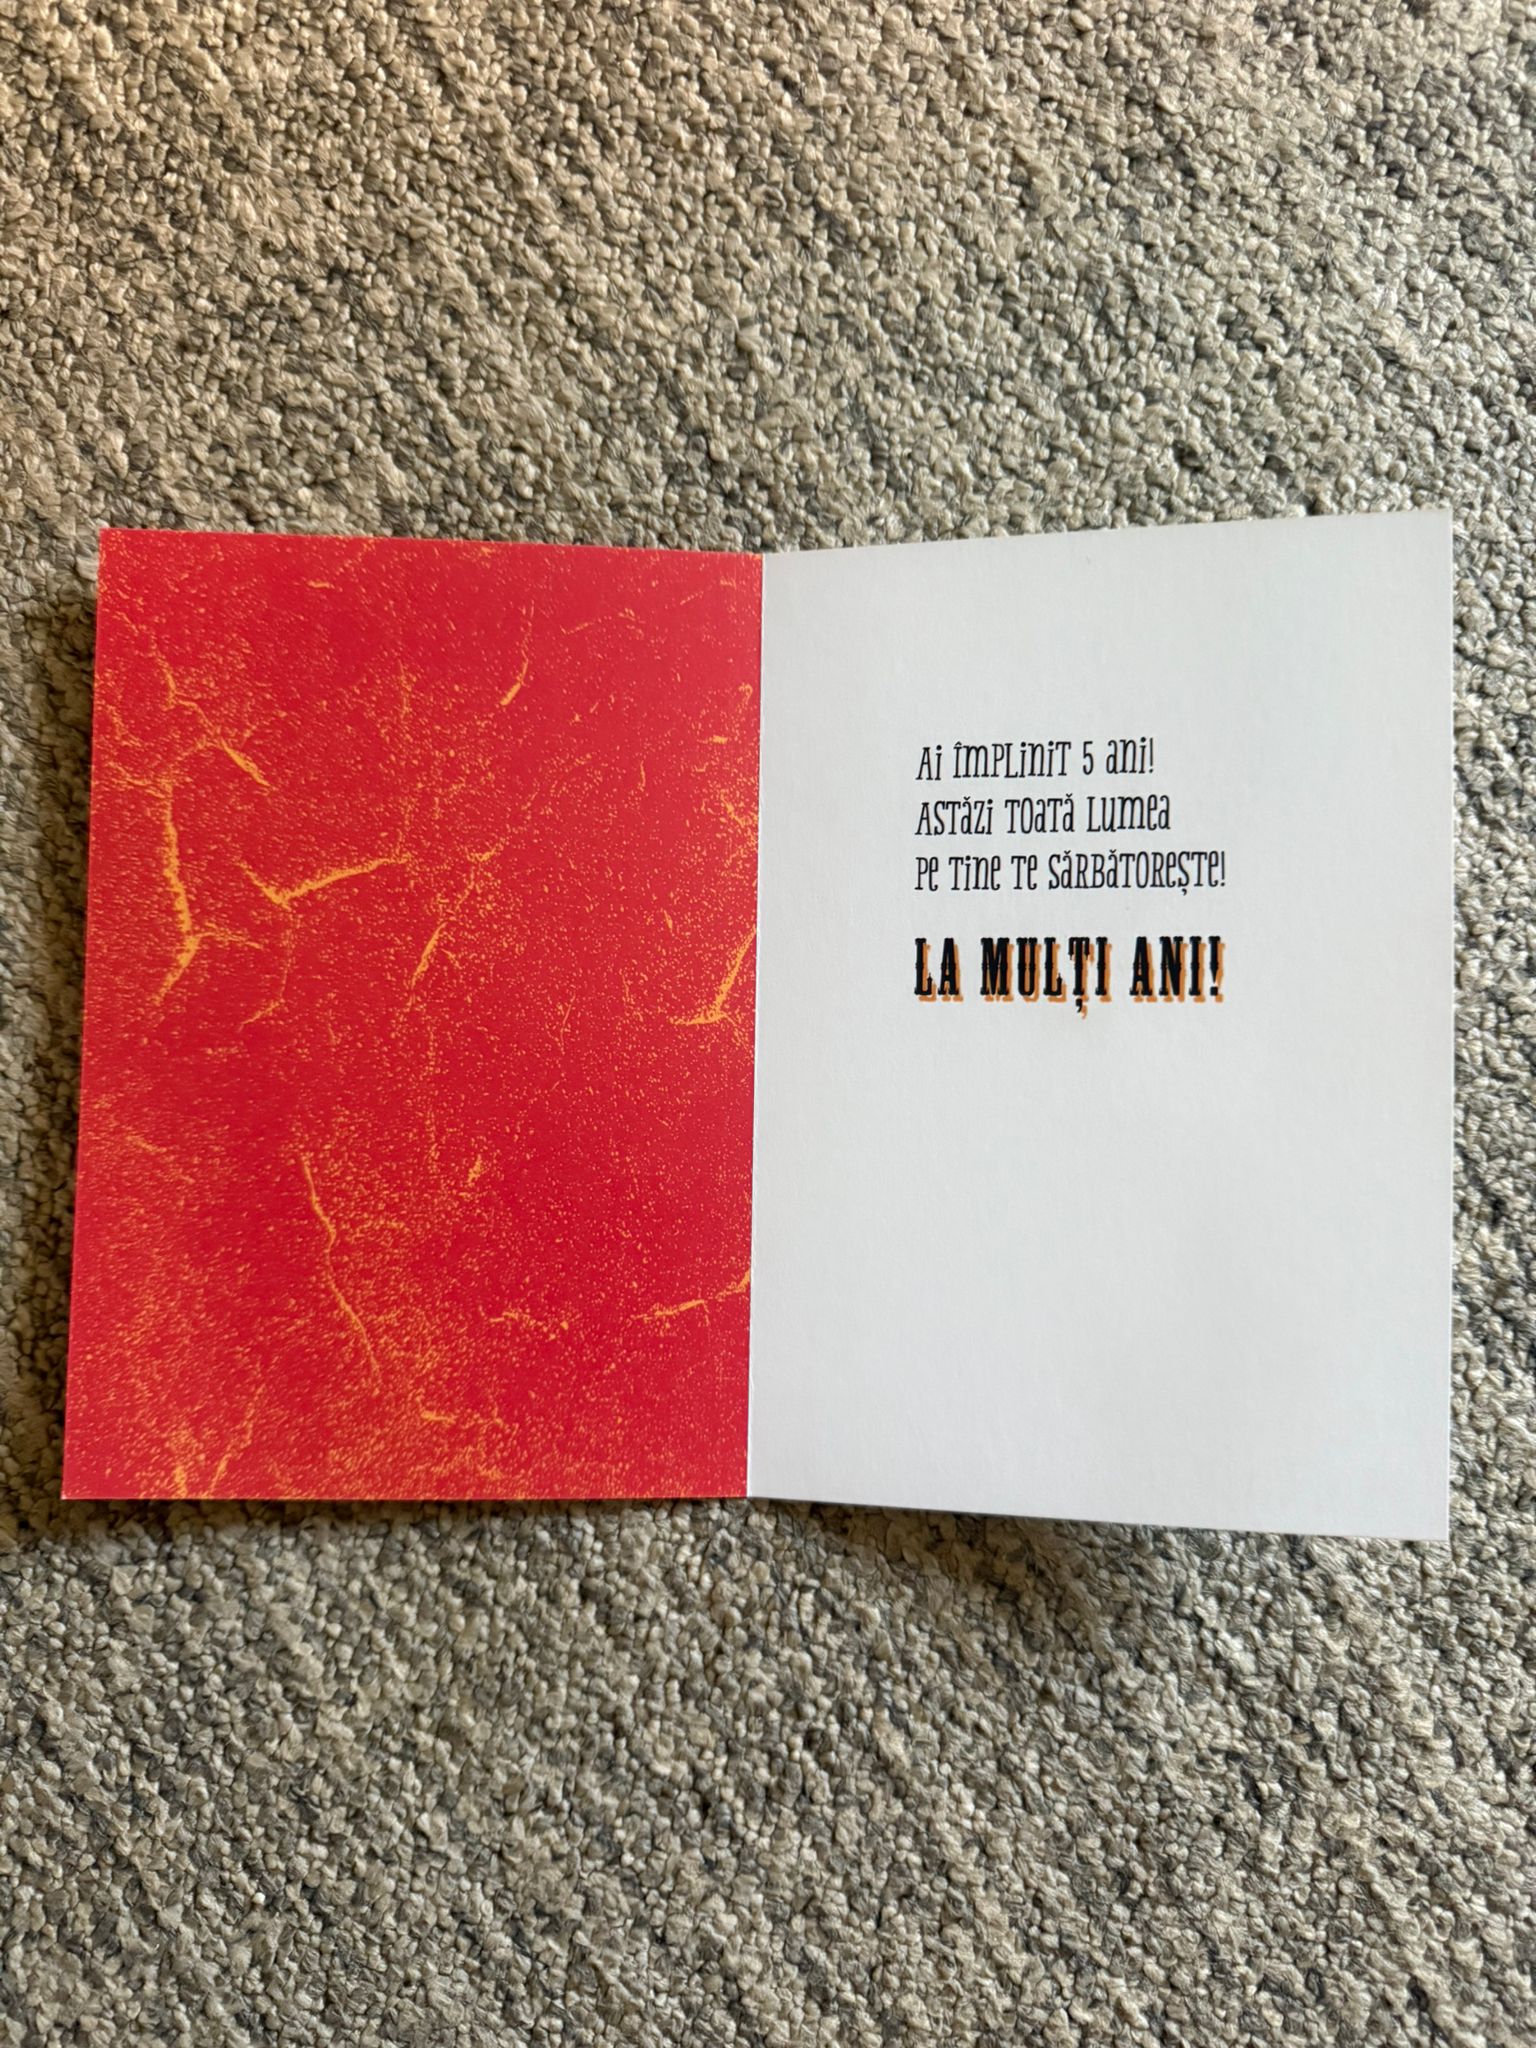 Ai împlinit 5 ani!
Astăzi toată lumea
pe tine te sărbătorește!
LA MULȚI ANI!